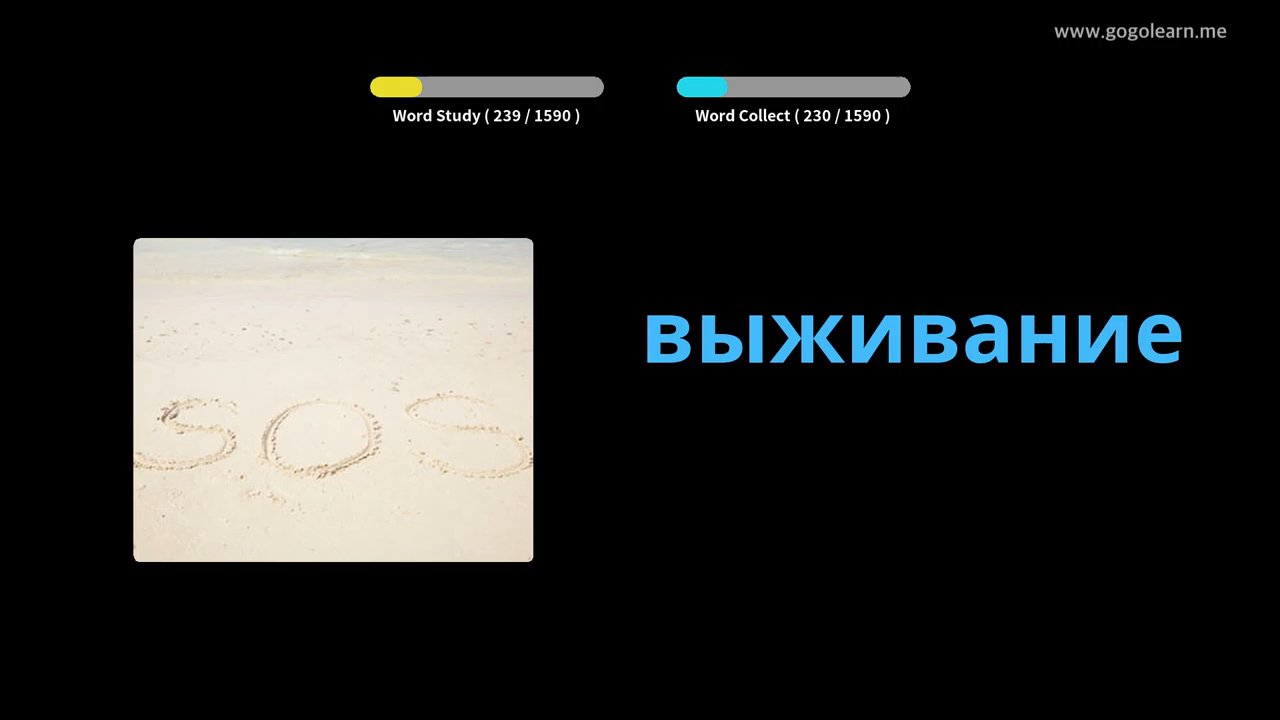 www.gogolearn.me
Word Study ( 239 / 1590 )
Word Collect ( 230 / 1590 )
выживание
SOS